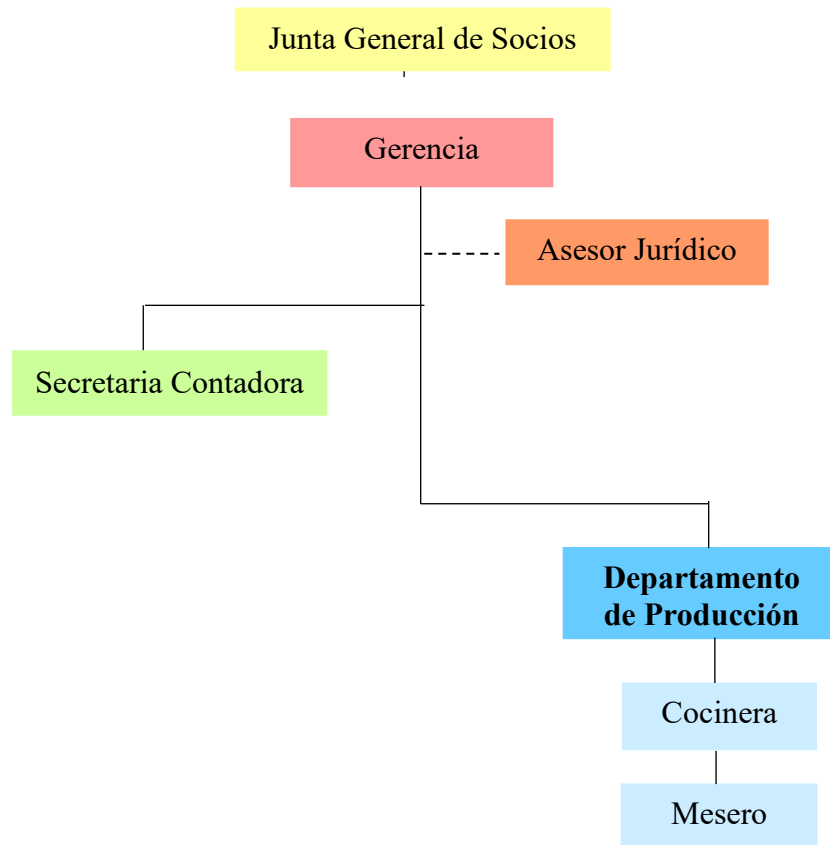 Junta General de Socios
Gerencia
Asesor Jurídico
Secretaria Contadora
Departamento
de Producción
Cocinera
Mesero